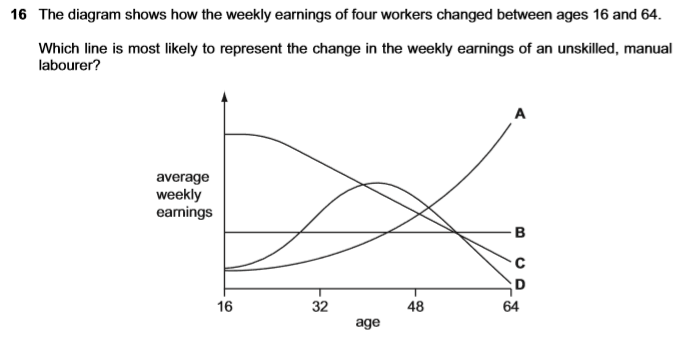 16 The diagram shows how the weekly earnings of four workers changed between ages 16 and 64.
Which line is most likely to represent the change in the weekly earnings of an unskilled, manual
labourer?
A
average
weekly
earnings
B
C
D
16 32 48 64
age